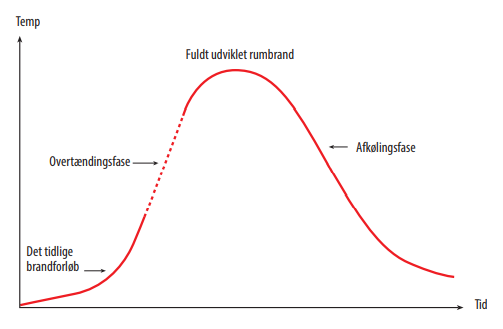 Temp
Fuldt udviklet rumbrand
Overtændingsfase
Afkølingsfase
Det tidlige
brandforløb
Tid